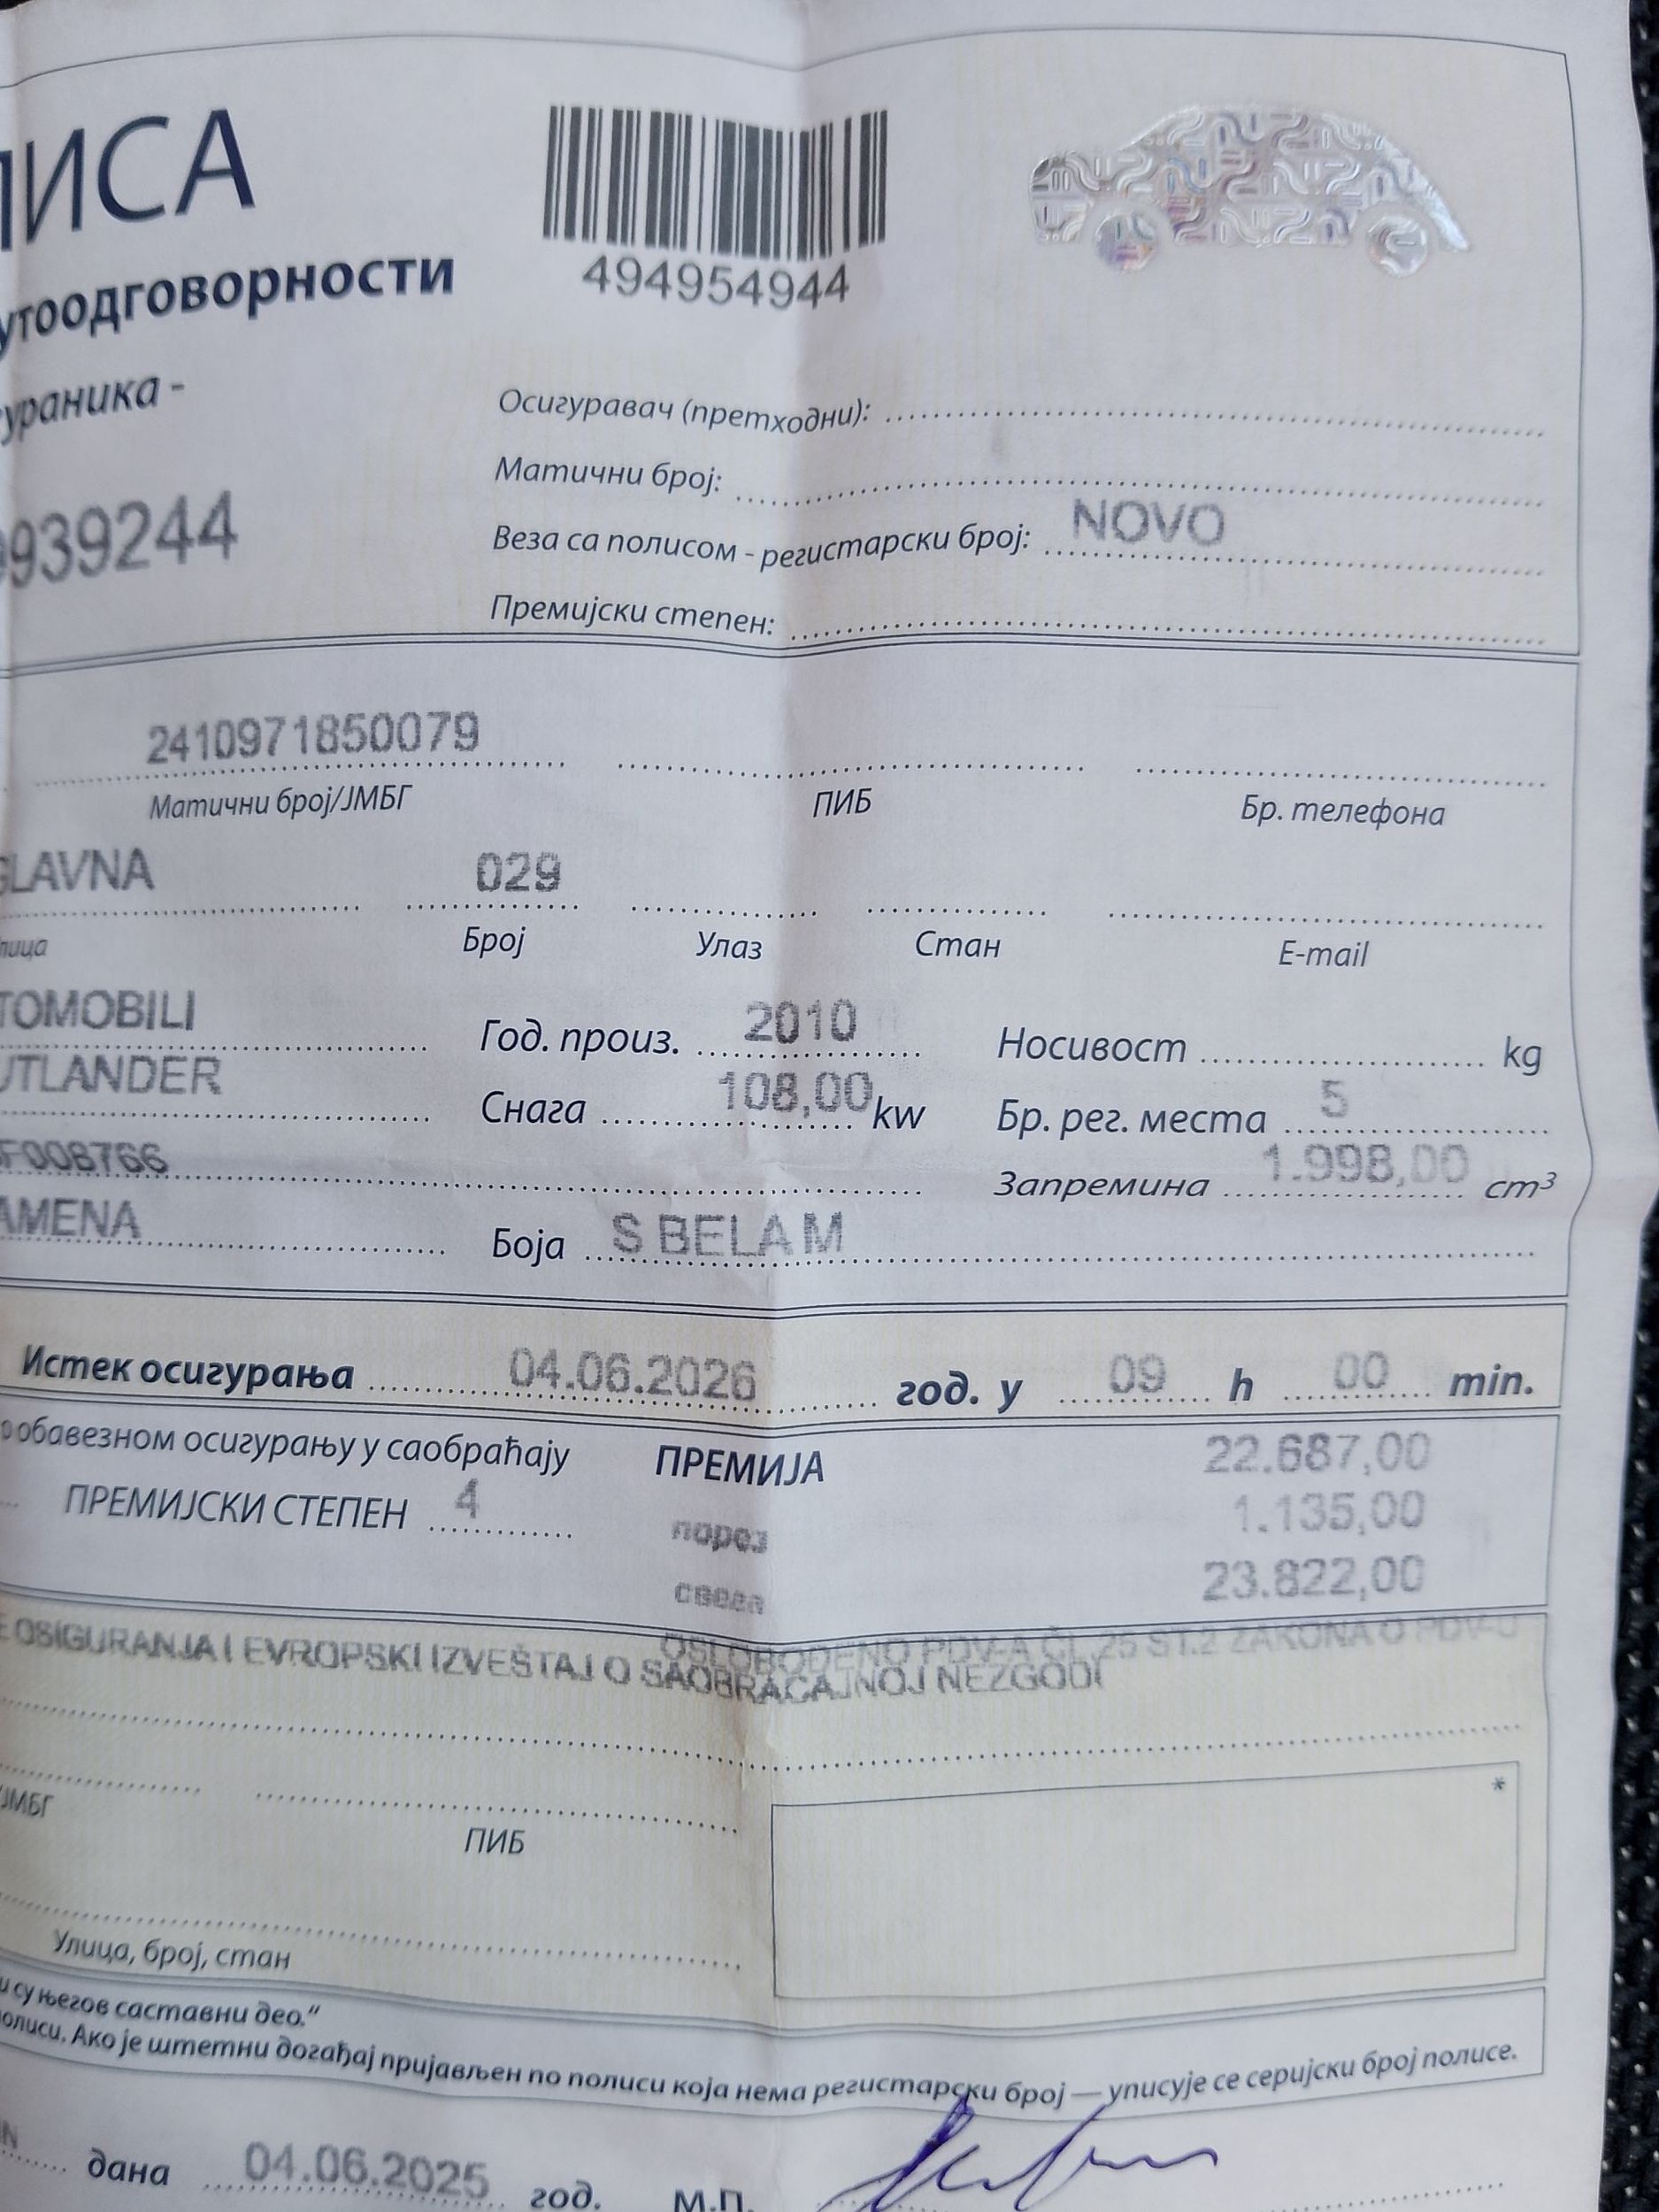 ЛИСА
494954944
утоодговорности
ураника -
Осигуравач (претходни):
Матични број:
939244
Веза са полисом - регистарски број: NOVO
Премијски степен:
2410971850079
Матични број/ЈМБГ ПИБ Бр. телефона
GLAVNA 029
лица Број Улаз Стан E-mail
TOMOBILI Год. произ. 2010 Носивост kg
UTLANDER Снага 108,00 kw Бр. рег. места 5
F008766 Запремина 1.998,00 cm³
AMENA Боја S BELA M
Истек осигурања 04.06.2026 год. у 09 h 00 min.
о обавезном осигурању у саобраћају ПРЕМИЈА 22.687,00
ПРЕМИЈСКИ СТЕПЕН 4 порез 1.135,00
свега 23.822,00
OSLOBOĐENO PDV-A ČL.25 ST.2 ZAKONA O PDV-U
E OSIGURANJA I EVROPSKI IZVEŠTAJ O SAOBRAĆAJNOJ NEZGODI
*
ЈМБГ ПИБ
Улица, број, стан
и су његов саставни део.“
олиси. Ако је штетни догађај пријављен по полиси која нема регистарски број — уписује се серијски број полисе.
N дана 04.06.2025 год. М.П.